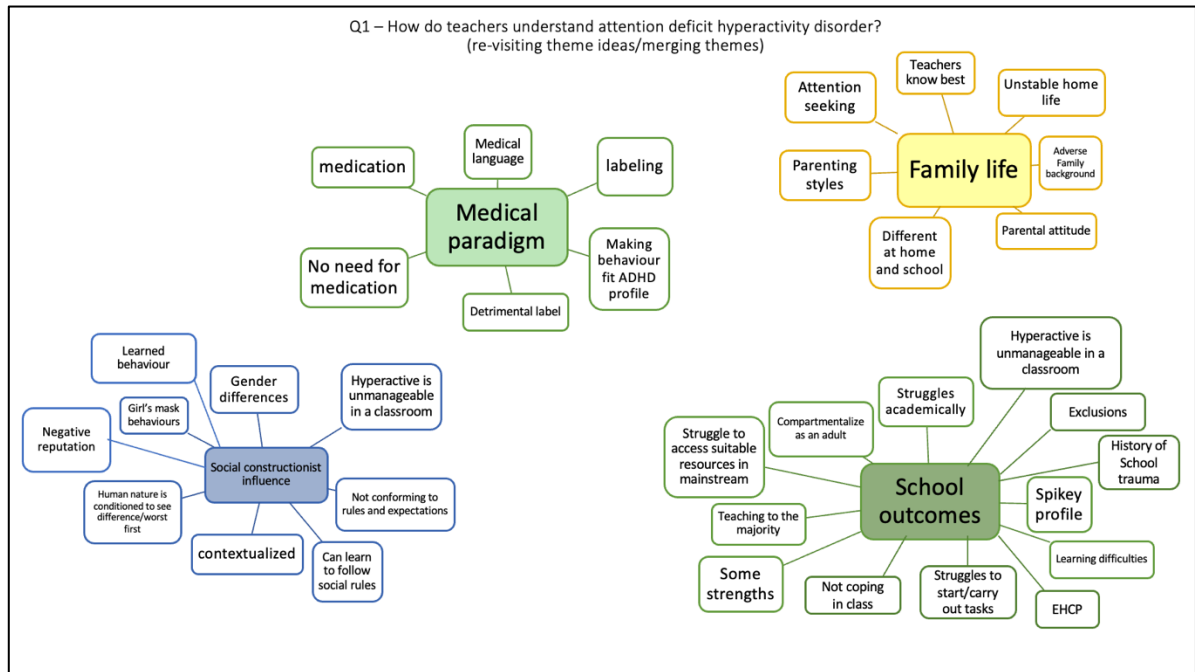 Q1 – How do teachers understand attention deficit hyperactivity disorder?
(re-visiting theme ideas/merging themes)
medication
Medical
language
labeling
Medical
paradigm
No need for
medication
Detrimental label
Making
behaviour
fit ADHD
profile
Attention
seeking
Teachers
know best
Unstable home
life
Parenting
styles
Family life
Adverse
Family
background
Different
at home
and school
Parental attitude
Learned
behaviour
Gender
differences
Hyperactive is
unmanageable
in a classroom
Girl's mask
behaviours
Negative
reputation
Social constructionist
influence
Human nature is
conditioned to see
difference/worst
first
contextualized
Can learn
to follow
social rules
Not conforming to
rules and expectations
Hyperactive is
unmanageable in a
classroom
Struggles
academically
Compartmentalize
as an adult
Exclusions
Struggle to
access suitable
resources in
mainstream
History of
School
trauma
School
outcomes
Spikey
profile
Teaching to the
majority
Learning difficulties
Some
strengths
Not coping
in class
Struggles to
start/carry
out tasks
EHCP